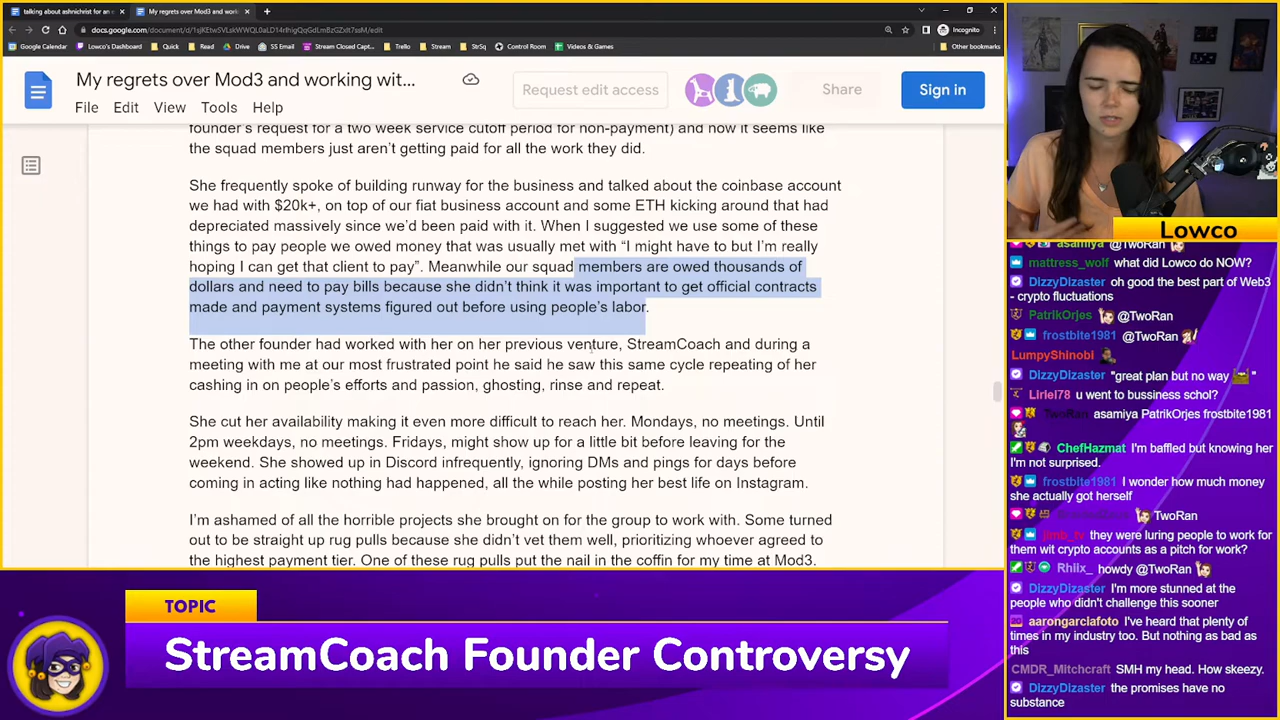 talking about ashnichrist for an e
My regrets over Mod3 and worki
docs.google.com/document/d/
Incognito
Google Calendar
Lowco's Dashboard
Quick
Read
Drive
SS Email
Stream Closed Capt...
Trello
Stream
StrSq
Control Room
Videos & Games
Other bookmarks
My regrets over Mod3 and working wit...
Request edit access
Share
Sign in
File Edit View Tools Help
founder's request for a two week service cutoff period for non-payment) and now it seems like
the squad members just aren't getting paid for all the work they did.
She frequently spoke of building runway for the business and talked about the coinbase account
we had with $20k+, on top of our fiat business account and some ETH kicking around that had
depreciated massively since we'd been paid with it. When I suggested we use some of these
things to pay people we owed money that was usually met with “I might have to but I'm really
hoping I can get that client to pay”. Meanwhile our squad members are owed thousands of
dollars and need to pay bills because she didn't think it was important to get official contracts
made and payment systems figured out before using people's labor.
The other founder had worked with her on her previous venture, StreamCoach and during a
meeting with me at our most frustrated point he said he saw this same cycle repeating of her
cashing in on people's efforts and passion, ghosting, rinse and repeat.
She cut her availability making it even more difficult to reach her. Mondays, no meetings. Until
2pm weekdays, no meetings. Fridays, might show up for a little bit before leaving for the
weekend. She showed up in Discord infrequently, ignoring DMs and pings for days before
coming in acting like nothing had happened, all the while posting her best life on Instagram.
I'm ashamed of all the horrible projects she brought on for the group to work with. Some turned
out to be straight up rug pulls because she didn't vet them well, prioritizing whoever agreed to
the highest payment tier. One of these rug pulls put the nail in the coffin for my time at Mod3.
Lowco
asamiya @TwoRan
mattress_wolf what did Lowco do NOW?
DizzyDizaster oh good the best part of Web3
- crypto fluctuations
PatrikOrjes @TwoRan
frostbite1981 @TwoRan
LumpyShinobi
DizzyDizaster "great plan but no way
Liriel78 u went to bussiness schol?
TwoRan asamiya PatrikOrjes frostbite1981
ChefHazmat I'm baffled but knowing her
I'm not surprised.
frostbite1981 I wonder how much money
she actually got herself
TwoRan
jimb_tv they were luring people to work for
them wit crypto accounts as a pitch for work?
Rhiix_ howdy @TwoRan
DizzyDizaster I'm more stunned at the
people who didn't challenge this sooner
aarongarciafoto I've heard that plenty of
times in my industry too. But nothing as bad as
this
CMDR_Mitchcraft SMH my head. How skeezy.
DizzyDizaster the promises have no
substance
TOPIC
StreamCoach Founder Controversy